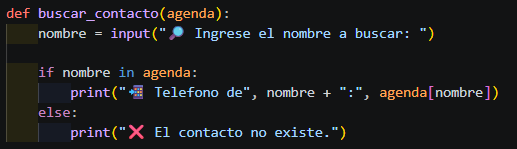 def buscar_contacto(agenda):
    nombre = input("🔎 Ingrese el nombre a buscar: ")

    if nombre in agenda:
        print("📲 Telefono de", nombre + ":", agenda[nombre])
    else:
        print("❌ El contacto no existe.")